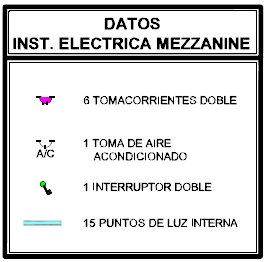 DATOS
INST. ELECTRICA MEZZANINE
6 TOMACORRIENTES DOBLE
A/C
1 TOMA DE AIRE
ACONDICIONADO
1 INTERRUPTOR DOBLE
15 PUNTOS DE LUZ INTERNA